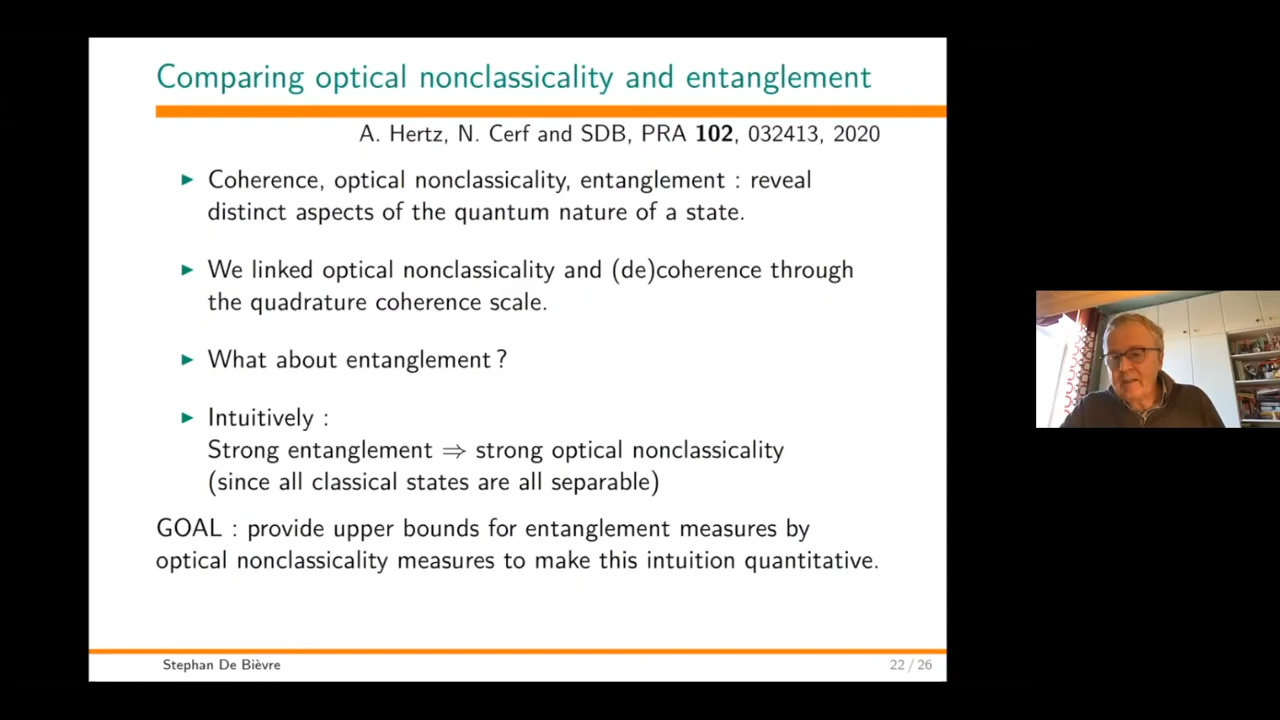 Comparing optical nonclassicality and entanglement
A. Hertz, N. Cerf and SDB, PRA 102, 032413, 2020
▶ Coherence, optical nonclassicality, entanglement : reveal
distinct aspects of the quantum nature of a state.
▶ We linked optical nonclassicality and (de)coherence through
the quadrature coherence scale.
▶ What about entanglement ?
▶ Intuitively :
Strong entanglement ⇒ strong optical nonclassicality
(since all classical states are all separable)
GOAL : provide upper bounds for entanglement measures by
optical nonclassicality measures to make this intuition quantitative.
Stephan De Bièvre 22 / 26